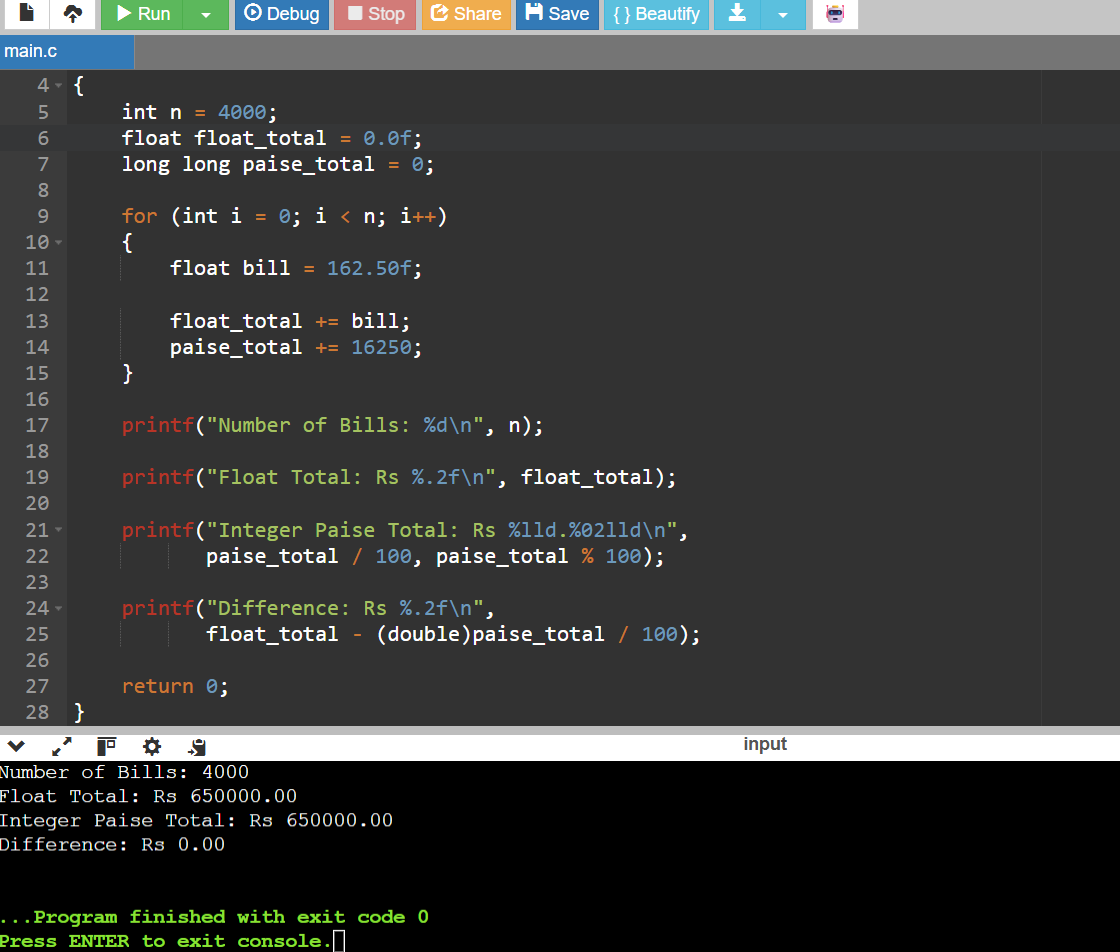 Run Debug Stop Share Save { } Beautify
main.c
4 {
5     int n = 4000;
6     float float_total = 0.0f;
7     long long paise_total = 0;
8
9     for (int i = 0; i < n; i++)
10     {
11         float bill = 162.50f;
12
13         float_total += bill;
14         paise_total += 16250;
15     }
16
17     printf("Number of Bills: %d\n", n);
18
19     printf("Float Total: Rs %.2f\n", float_total);
20
21     printf("Integer Paise Total: Rs %lld.%02lld\n",
22            paise_total / 100, paise_total % 100);
23
24     printf("Difference: Rs %.2f\n",
25            float_total - (double)paise_total / 100);
26
27     return 0;
28 }
input
Number of Bills: 4000
Float Total: Rs 650000.00
Integer Paise Total: Rs 650000.00
Difference: Rs 0.00
...Program finished with exit code 0
Press ENTER to exit console.